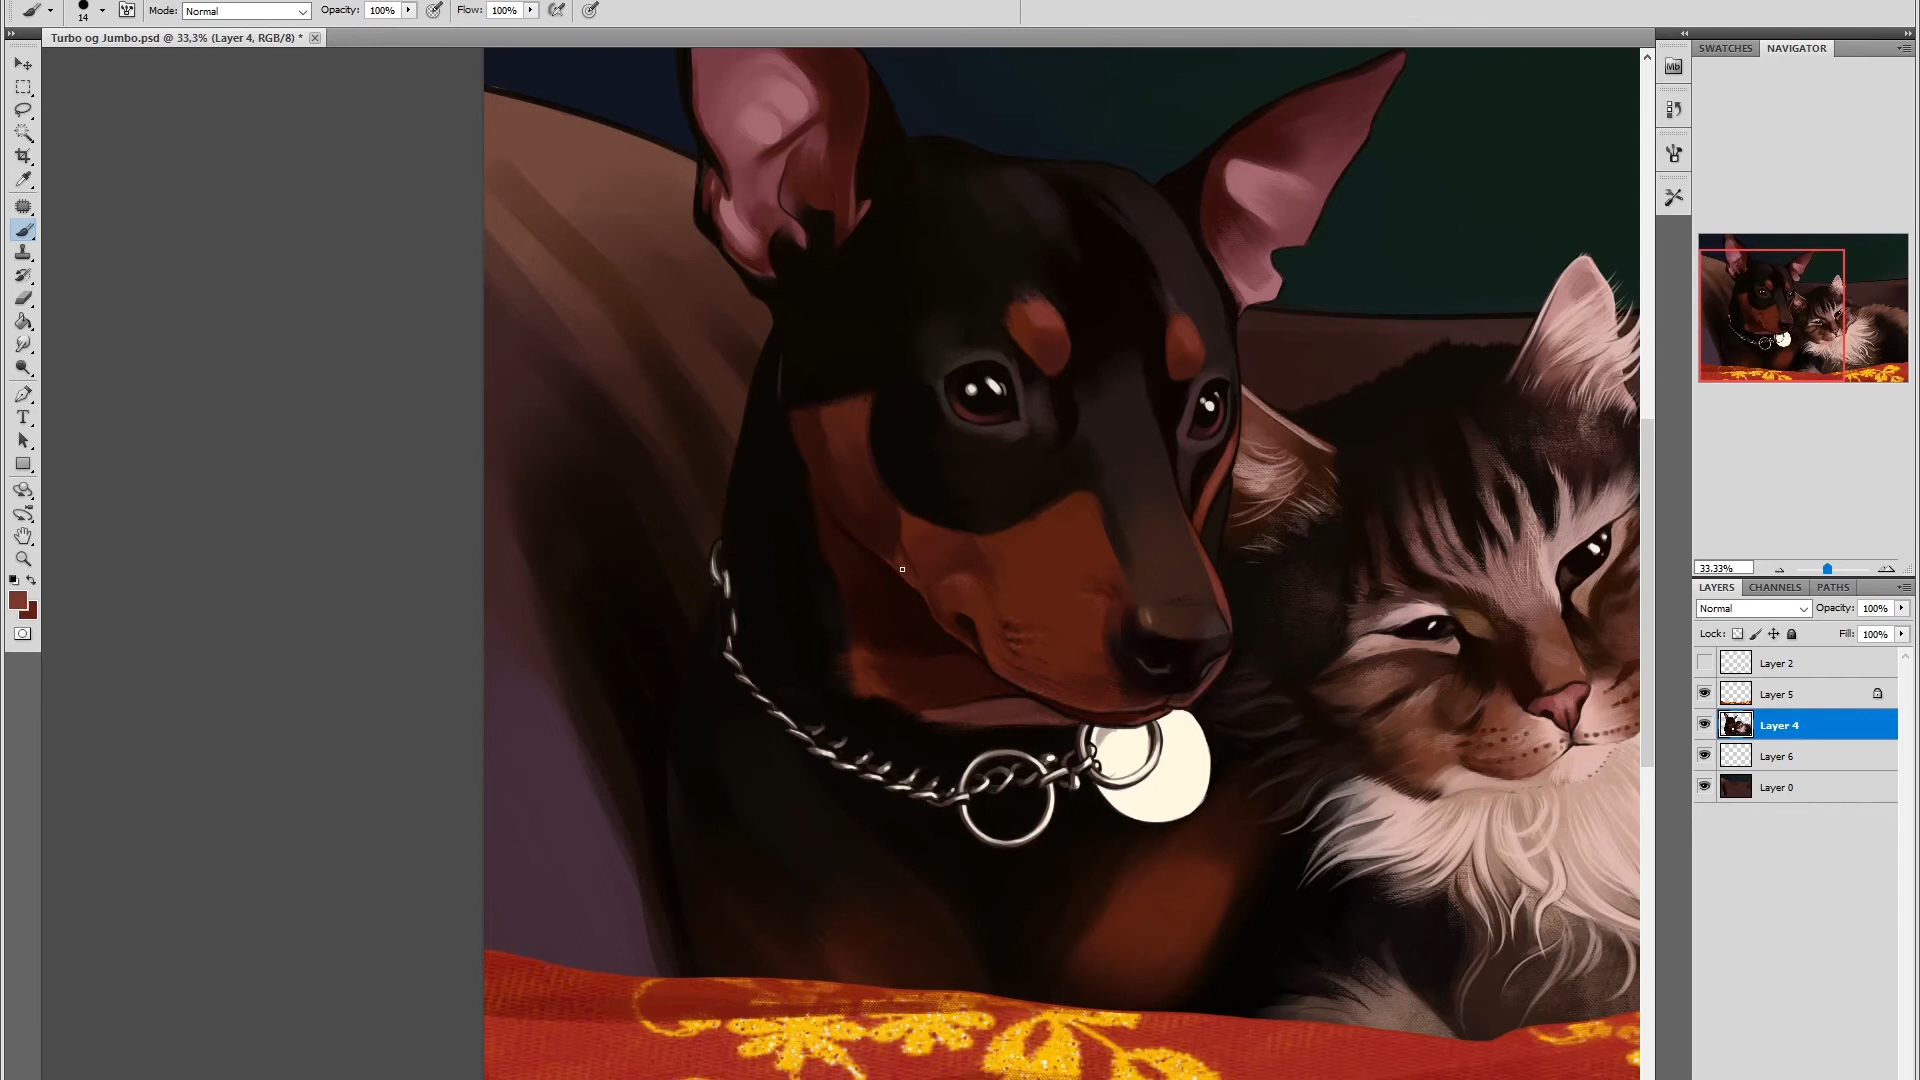 Mode: Normal Opacity: 100% Flow: 100%
14
Turbo og Jumbo.psd @ 33,3% (Layer 4, RGB/8) *
SWATCHES NAVIGATOR
Mb
T
33.33%
LAYERS CHANNELS PATHS
Normal Opacity: 100%
Lock: Fill: 100%
Layer 2
Layer 5
Layer 4
Layer 6
Layer 0